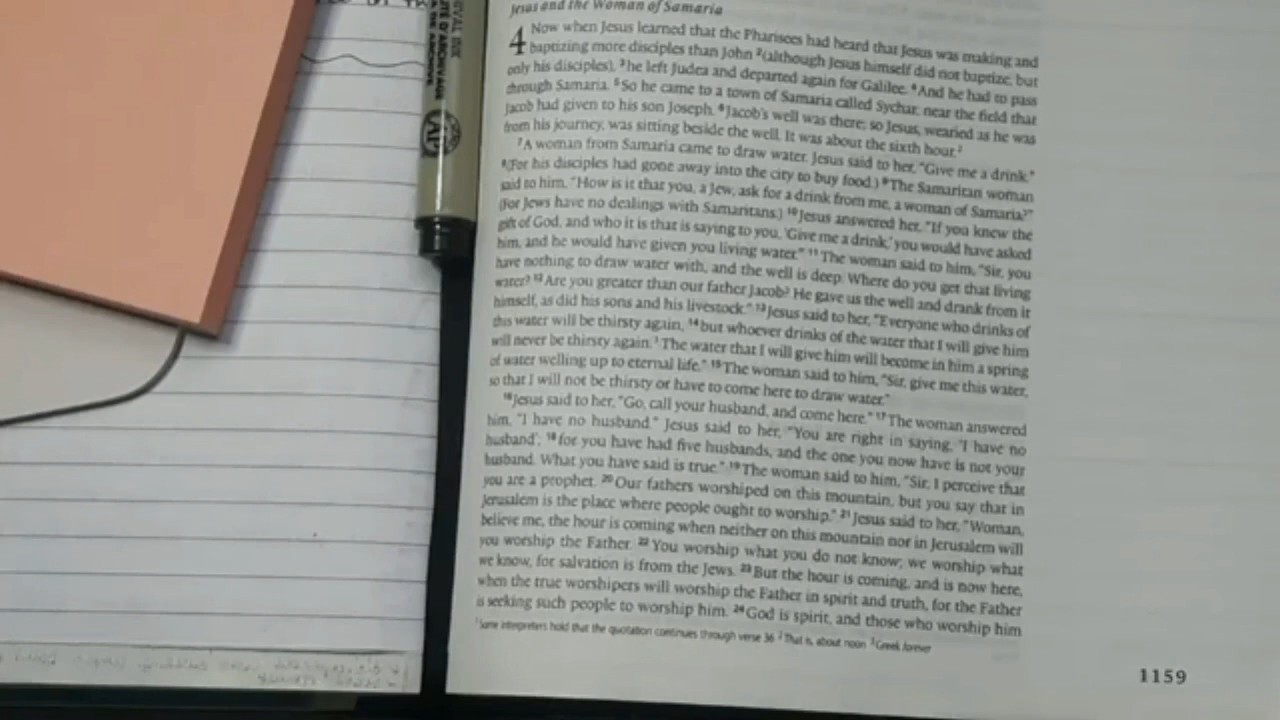 Jesus and the Woman of Samaria
4 Now when Jesus learned that the Pharisees had heard that Jesus was making and
baptizing more disciples than John 2(although Jesus himself did not baptize, but
only his disciples), 3he left Judea and departed again for Galilee. 4And he had to pass
through Samaria. 5So he came to a town of Samaria called Sychar, near the field that
Jacob had given to his son Joseph. 6Jacob's well was there; so Jesus, wearied as he was
from his journey, was sitting beside the well. It was about the sixth hour.2
7A woman from Samaria came to draw water. Jesus said to her, "Give me a drink."
8(For his disciples had gone away into the city to buy food.) 9The Samaritan woman
said to him, "How is it that you, a Jew, ask for a drink from me, a woman of Samaria?"
(For Jews have no dealings with Samaritans.) 10Jesus answered her, "If you knew the
gift of God, and who it is that is saying to you, 'Give me a drink,' you would have asked
him, and he would have given you living water." 11The woman said to him, "Sir, you
have nothing to draw water with, and the well is deep. Where do you get that living
water? 12Are you greater than our father Jacob? He gave us the well and drank from it
himself, as did his sons and his livestock." 13Jesus said to her, "Everyone who drinks of
this water will be thirsty again, 14but whoever drinks of the water that I will give him
will never be thirsty again.3 The water that I will give him will become in him a spring
of water welling up to eternal life." 15The woman said to him, "Sir, give me this water,
so that I will not be thirsty or have to come here to draw water."
16Jesus said to her, "Go, call your husband, and come here." 17The woman answered
him, "I have no husband." Jesus said to her, "You are right in saying, 'I have no
husband'; 18for you have had five husbands, and the one you now have is not your
husband. What you have said is true." 19The woman said to him, "Sir, I perceive that
you are a prophet. 20Our fathers worshiped on this mountain, but you say that in
Jerusalem is the place where people ought to worship." 21Jesus said to her, "Woman,
believe me, the hour is coming when neither on this mountain nor in Jerusalem will
you worship the Father. 22You worship what you do not know; we worship what
we know, for salvation is from the Jews. 23But the hour is coming, and is now here,
when the true worshipers will worship the Father in spirit and truth, for the Father
is seeking such people to worship him. 24God is spirit, and those who worship him
1Some interpreters hold that the quotation continues through verse 36 2That is, about noon 3Greek forever
1159
IVAL INK
AP